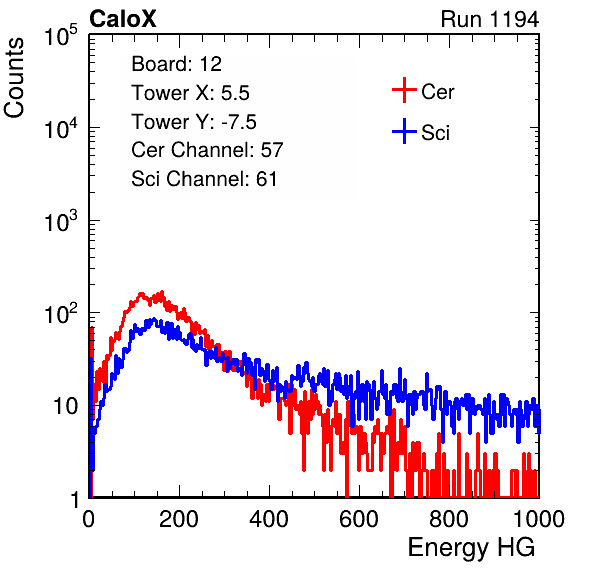 CaloX Run 1194
Counts
10^5
10^4
10^3
10^2
10
1
Board: 12
Tower X: 5.5
Tower Y: -7.5
Cer Channel: 57
Sci Channel: 61
Cer
Sci
0 200 400 600 800 1000
Energy HG